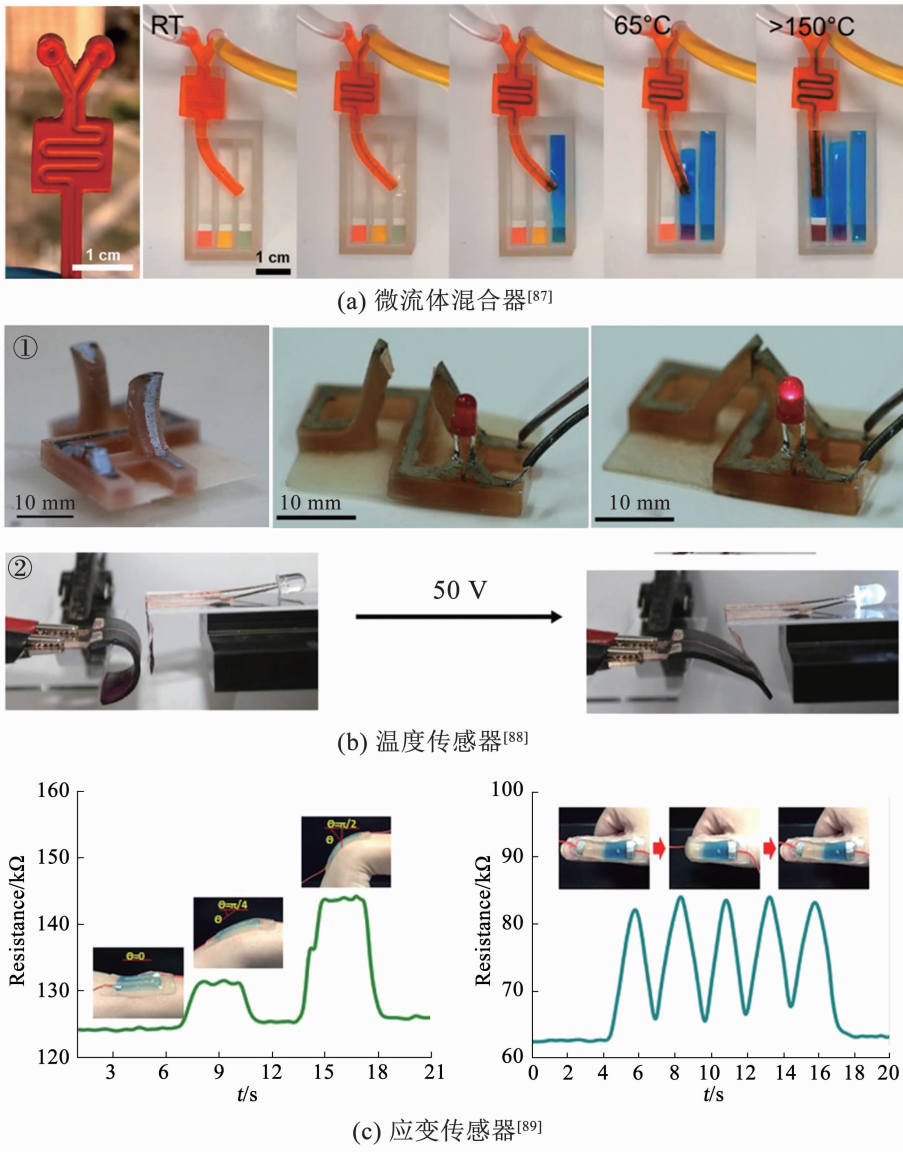 RT
65°C
>150°C
1 cm
1 cm
(a) 微流体混合器[87]
①
10 mm
10 mm
10 mm
②
50 V
(b) 温度传感器[88]
160
150
140
130
120
Resistance/kΩ
Θ=0
Θ=π/4
Θ
Θ=π/2
Θ
3 6 9 12 15 18 21
t/s
100
90
80
70
60
Resistance/kΩ
0 2 4 6 8 10 12 14 16 18 20
t/s
(c) 应变传感器[89]